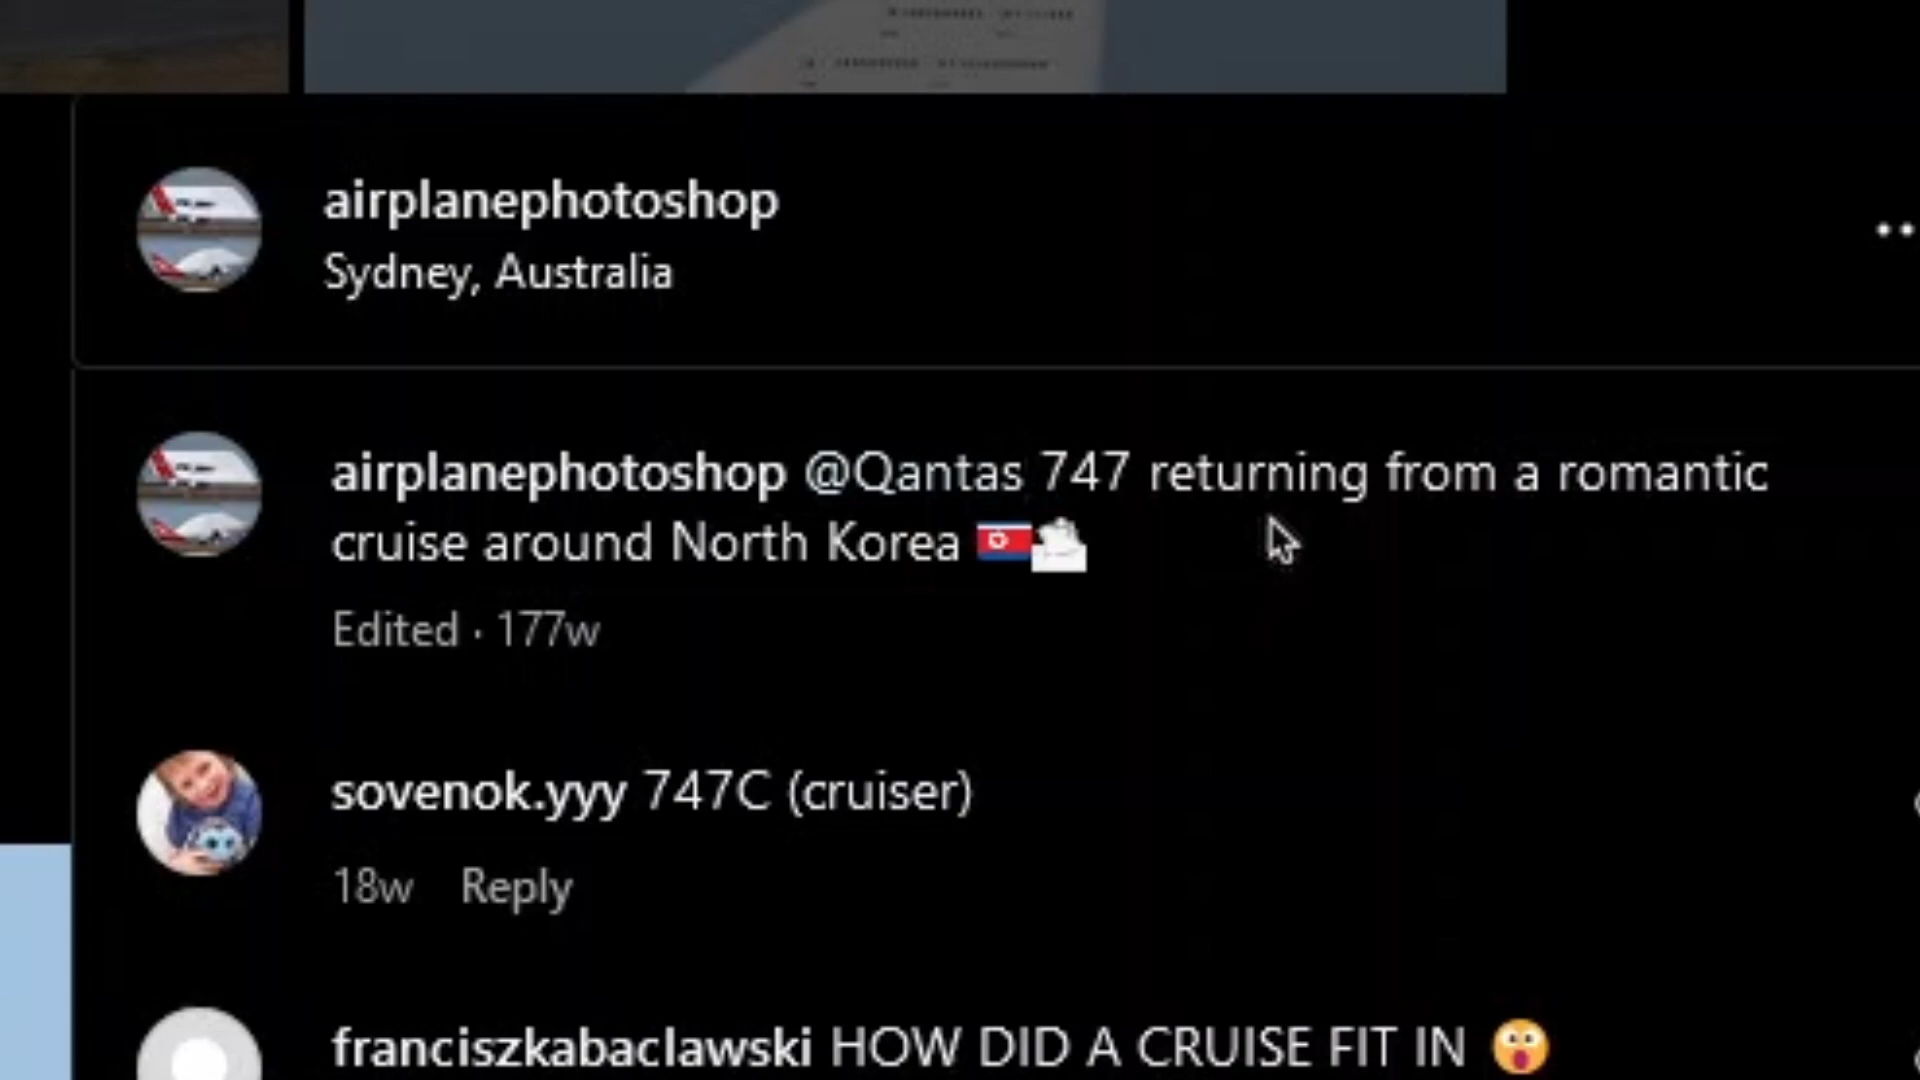 airplanephotoshop
Sydney, Australia
airplanephotoshop @Qantas 747 returning from a romantic
cruise around North Korea 🇰🇵
Edited · 177w
sovenok.yyy 747C (cruiser)
18w Reply
franciszkabaclawski HOW DID A CRUISE FIT IN 😲